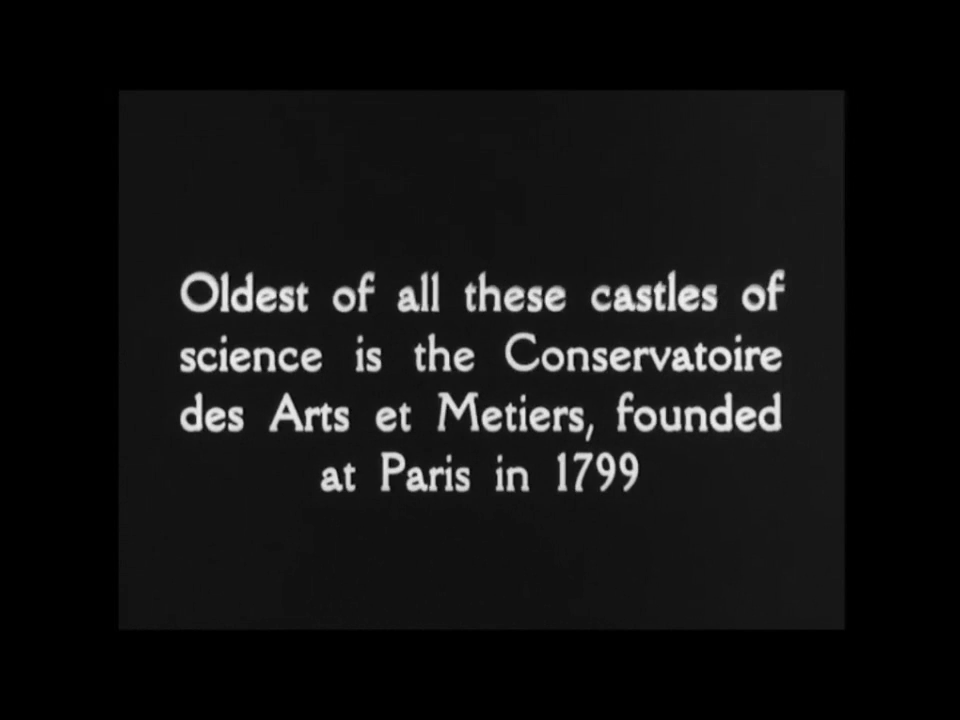 Oldest of all these castles of
science is the Conservatoire
des Arts et Metiers, founded
at Paris in 1799